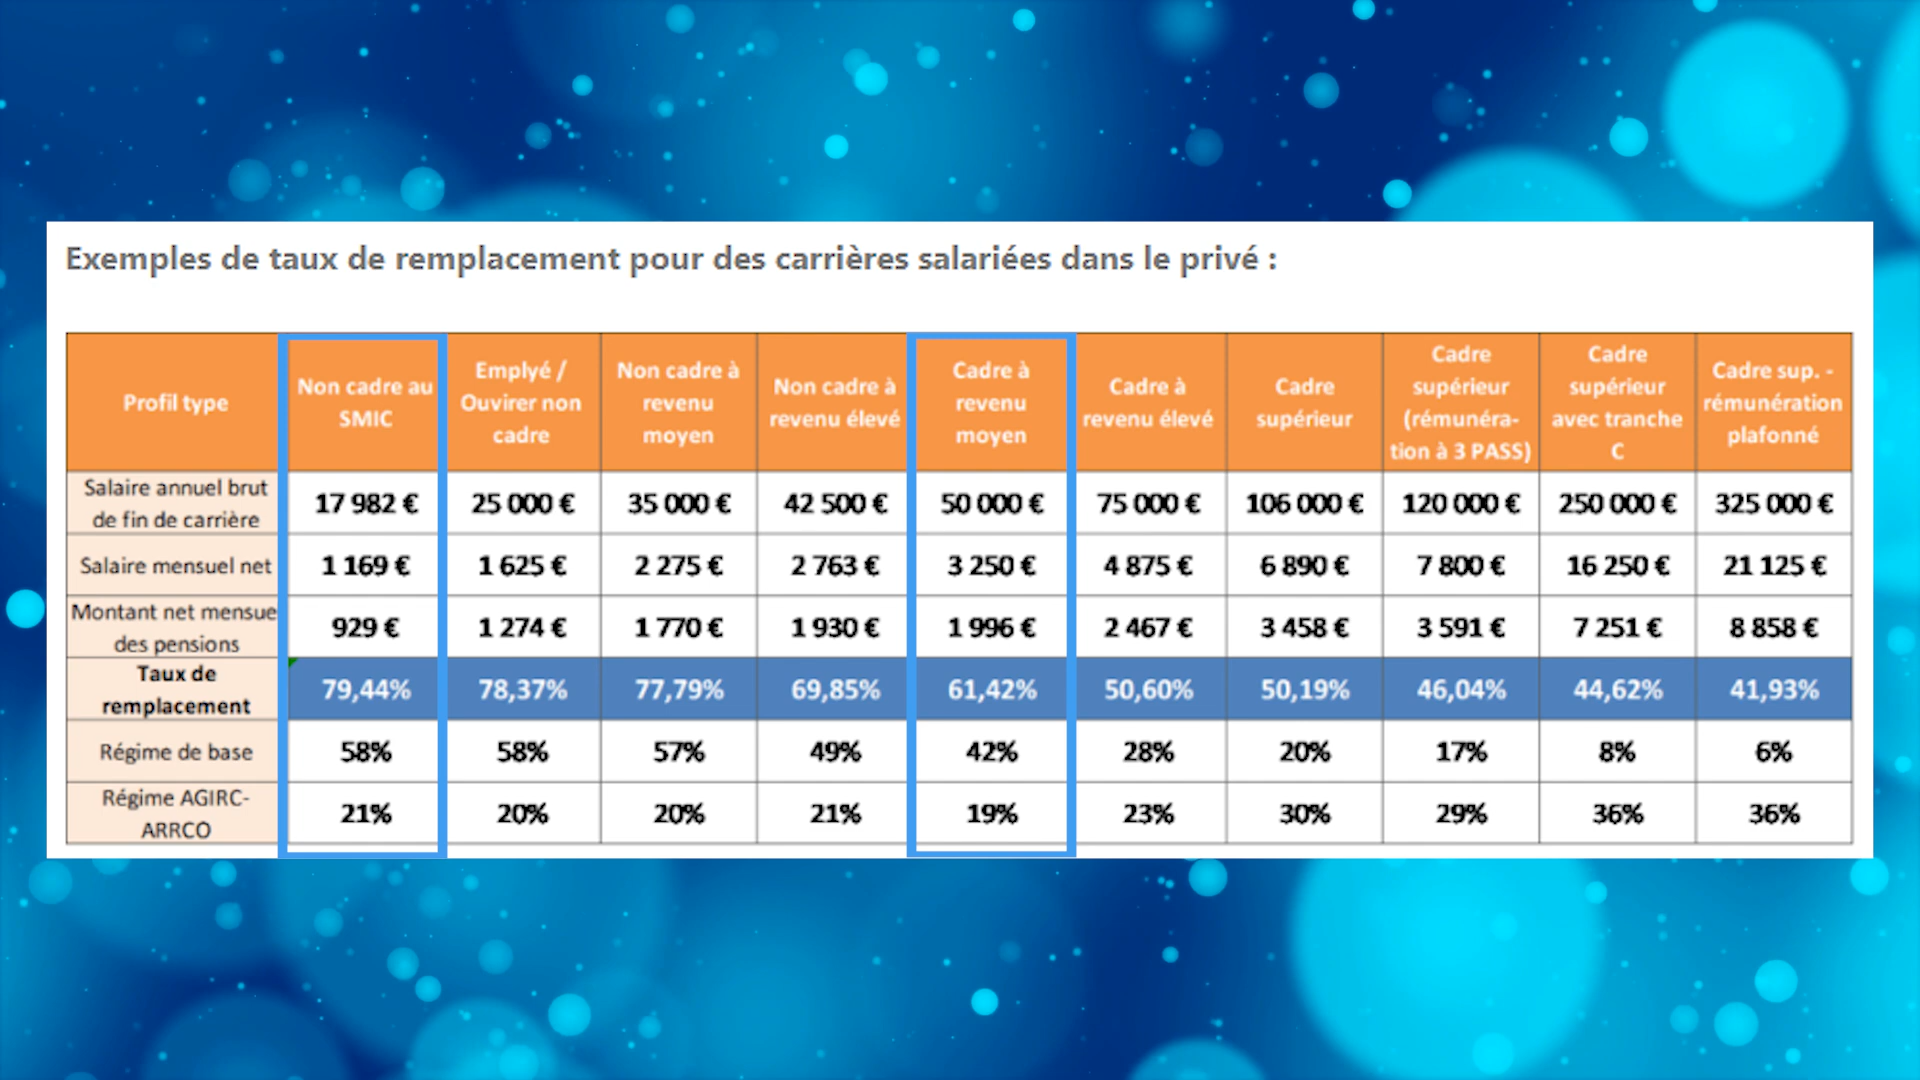 Exemples de taux de remplacement pour des carrières salariées dans le privé :
Profil type
Non cadre au
SMIC
Emplyé /
Ouvirer non
cadre
Non cadre à
revenu
moyen
Non cadre à
revenu élevé
Cadre à
revenu
moyen
Cadre à
revenu élevé
Cadre
supérieur
Cadre
supérieur
(rémunéra-
tion à 3 PASS)
Cadre
supérieur
avec tranche
C
Cadre sup. -
rémunération
plafonné
Salaire annuel brut
de fin de carrière
17 982 € 25 000 € 35 000 € 42 500 € 50 000 € 75 000 € 106 000 € 120 000 € 250 000 € 325 000 €
Salaire mensuel net 1 169 € 1 625 € 2 275 € 2 763 € 3 250 € 4 875 € 6 890 € 7 800 € 16 250 € 21 125 €
Montant net mensue
des pensions
929 € 1 274 € 1 770 € 1 930 € 1 996 € 2 467 € 3 458 € 3 591 € 7 251 € 8 858 €
Taux de
remplacement
79,44% 78,37% 77,79% 69,85% 61,42% 50,60% 50,19% 46,04% 44,62% 41,93%
Régime de base 58% 58% 57% 49% 42% 28% 20% 17% 8% 6%
Régime AGIRC-
ARRCO
21% 20% 20% 21% 19% 23% 30% 29% 36% 36%